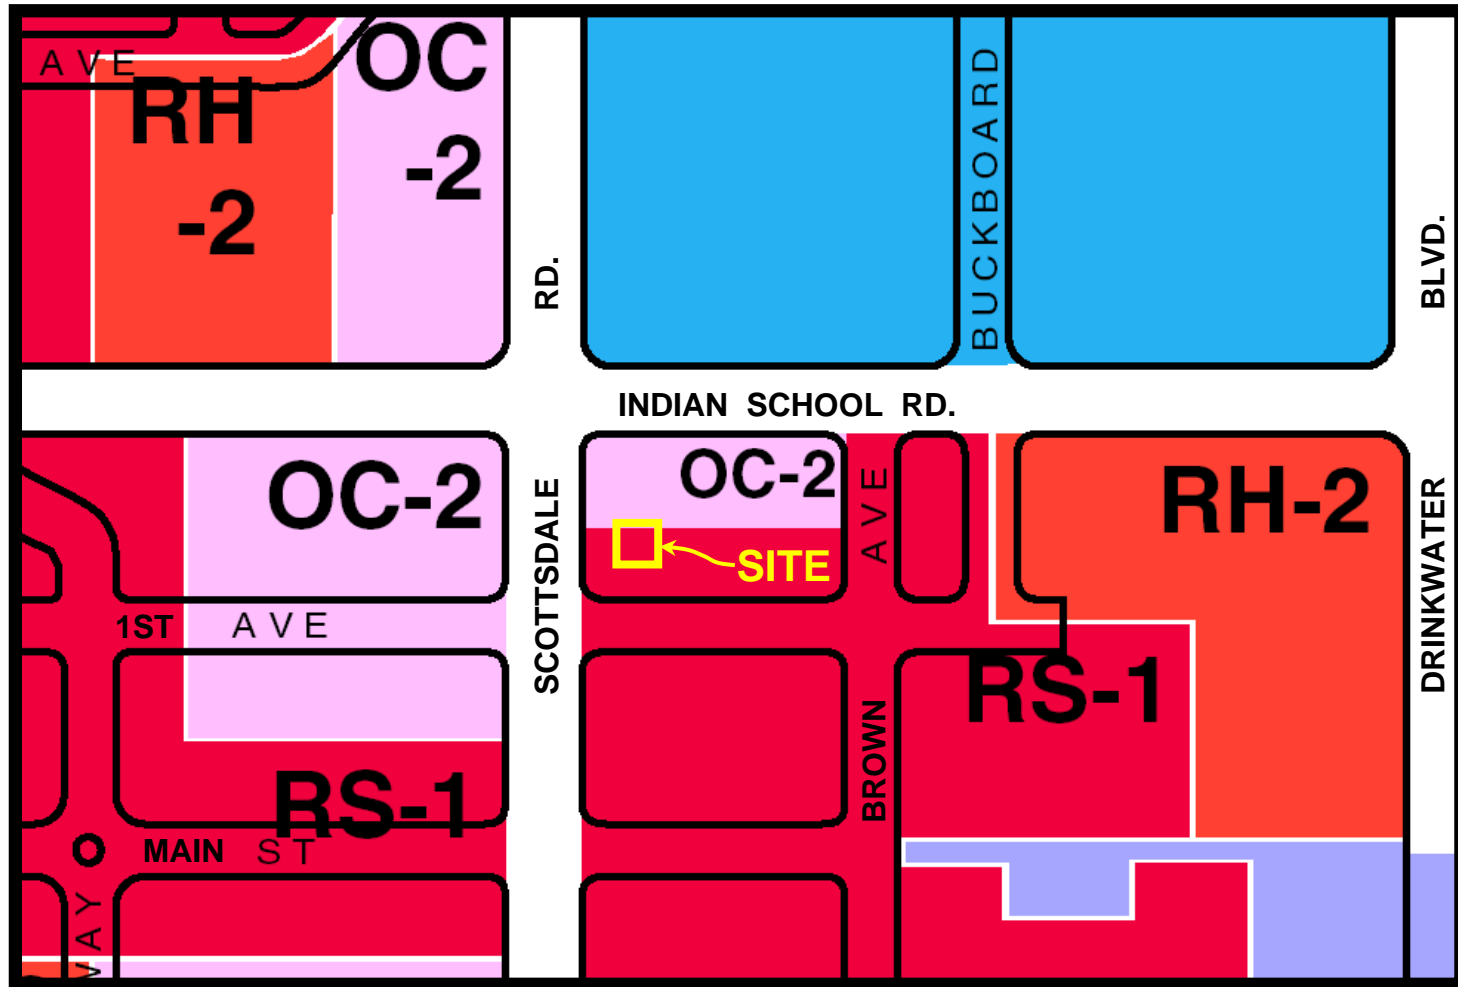 AVE
RH
-2
OC
-2
BUCKBOARD
RD.
BLVD.
INDIAN SCHOOL RD.
OC-2
OC-2
AVE
RH-2
SITE
SCOTTSDALE
DRINKWATER
1ST AVE
RS-1
RS-1
BROWN
MAIN ST
WAY